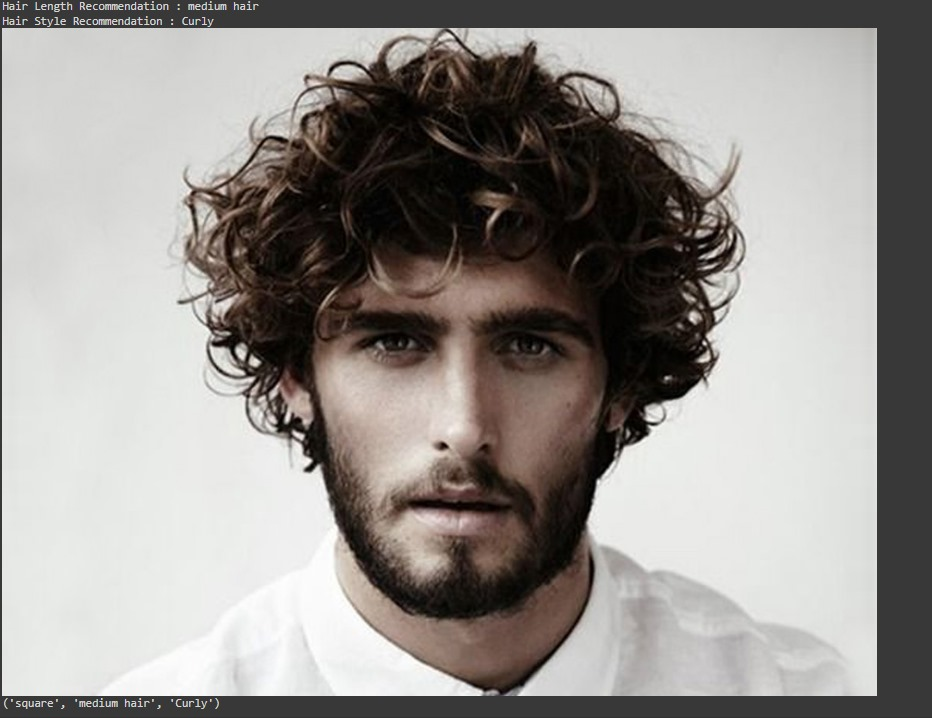 Hair Length Recommendation : medium hair
Hair Style Recommendation : Curly
('square', 'medium hair', 'Curly')